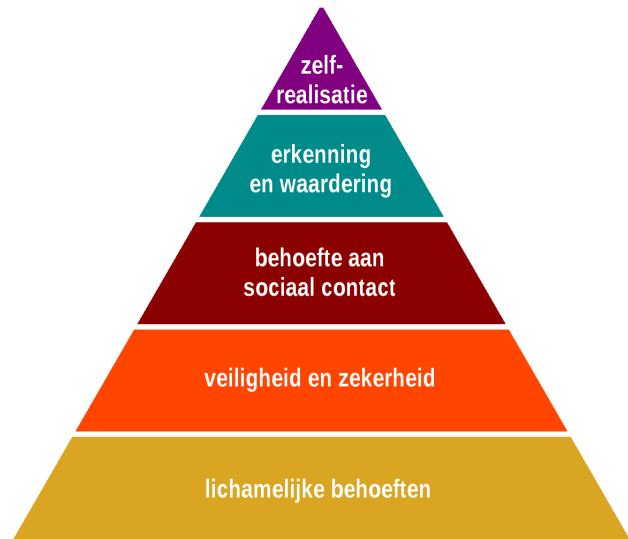 zelf-
realisatie
erkenning
en waardering
behoefte aan
sociaal contact
veiligheid en zekerheid
lichamelijke behoeften